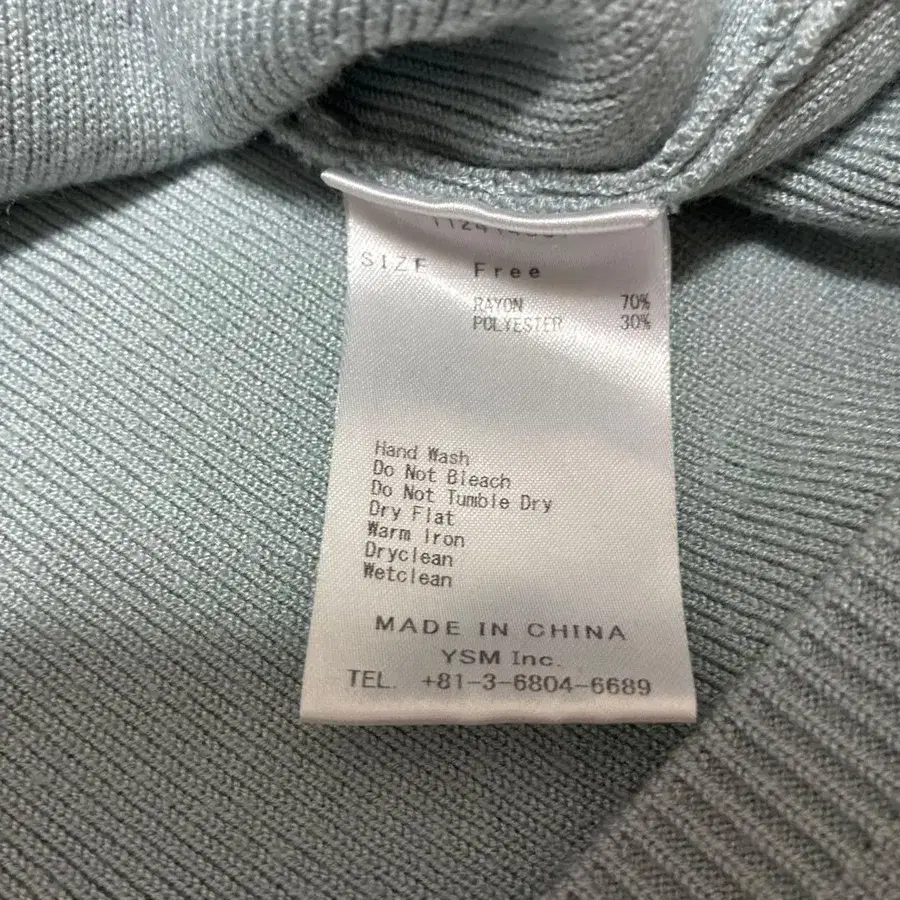 SIZE Free
RAYON 70%
POLYESTER 30%
Hand Wash
Do Not Bleach
Do Not Tumble Dry
Dry Flat
Warm Iron
Dryclean
Wetclean
MADE IN CHINA
YSM Inc.
TEL. +81-3-6804-6689